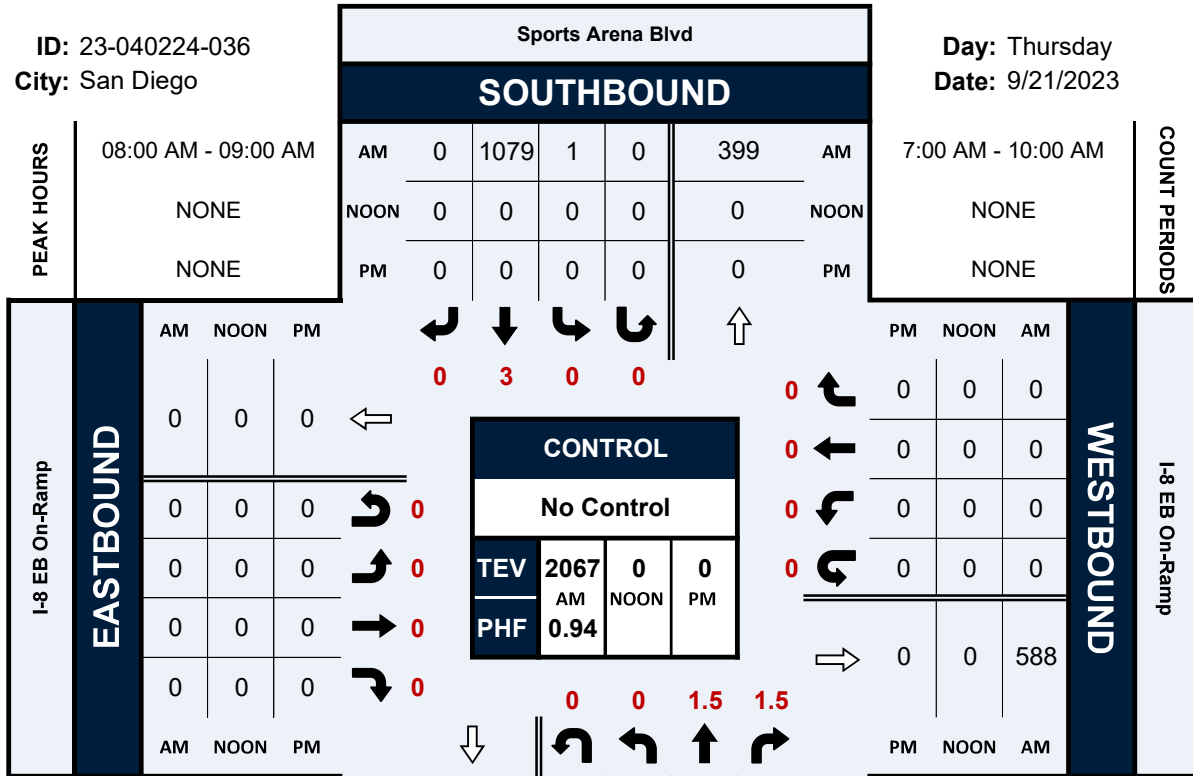 ID: 23-040224-036
City: San Diego
Sports Arena Blvd
SOUTHBOUND
Day: Thursday
Date: 9/21/2023
PEAK HOURS
08:00 AM - 09:00 AM
NONE
NONE
AM 0 1079 1 0 399 AM
NOON 0 0 0 0 0 NOON
PM 0 0 0 0 0 PM
7:00 AM - 10:00 AM
NONE
NONE
COUNT PERIODS
0 3 0 0
I-8 EB On-Ramp
EASTBOUND
AM NOON PM
0 0 0
0 0 0 0
0 0 0 0
0 0 0 0
0 0 0 0
AM NOON PM
CONTROL
No Control
TEV 2067 0 0
AM NOON PM
PHF 0.94
PM NOON AM
0 0 0 0
0 0 0 0
0 0 0 0
0 0 0 0
0 0 588
PM NOON AM
WESTBOUND
I-8 EB On-Ramp
0 0 1.5 1.5